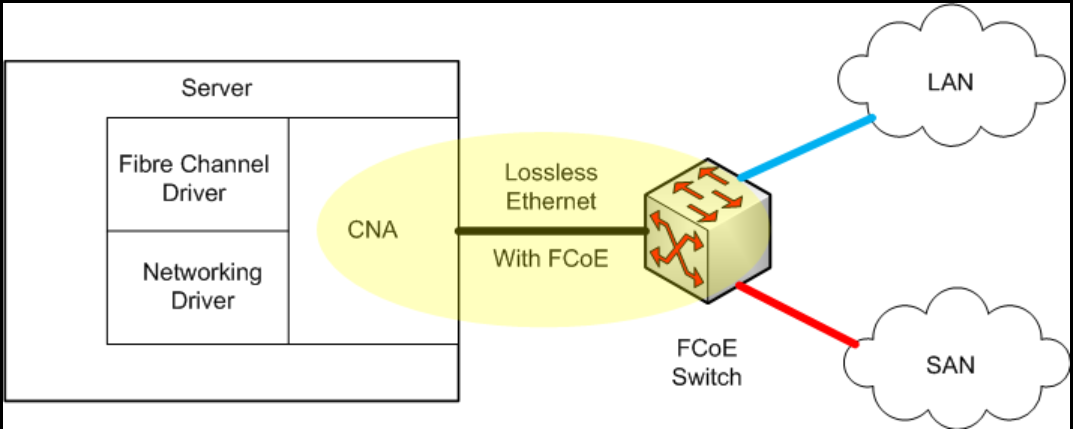 Server
Fibre Channel
Driver
Networking
Driver
CNA
Lossless
Ethernet
With FCoE
FCoE
Switch
LAN
SAN